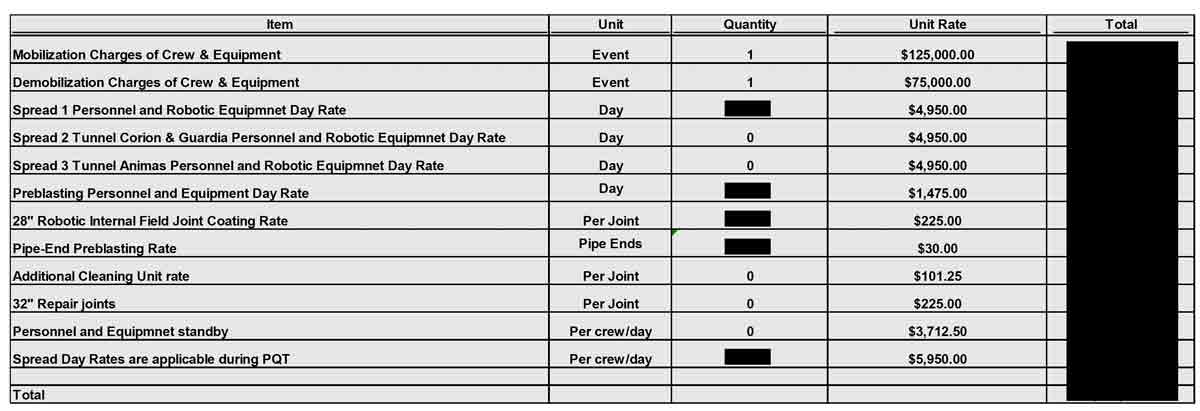 Item Unit Quantity Unit Rate Total
Mobilization Charges of Crew & Equipment Event 1 $125,000.00
Demobilization Charges of Crew & Equipment Event 1 $75,000.00
Spread 1 Personnel and Robotic Equipmnet Day Rate Day $4,950.00
Spread 2 Tunnel Corion & Guardia Personnel and Robotic Equipmnet Day Rate Day 0 $4,950.00
Spread 3 Tunnel Animas Personnel and Robotic Equipmnet Day Rate Day 0 $4,950.00
Preblasting Personnel and Equipment Day Rate Day $1,475.00
28" Robotic Internal Field Joint Coating Rate Per Joint $225.00
Pipe-End Preblasting Rate Pipe Ends $30.00
Additional Cleaning Unit rate Per Joint 0 $101.25
32" Repair joints Per Joint 0 $225.00
Personnel and Equipmnet standby Per crew/day 0 $3,712.50
Spread Day Rates are applicable during PQT Per crew/day $5,950.00
Total